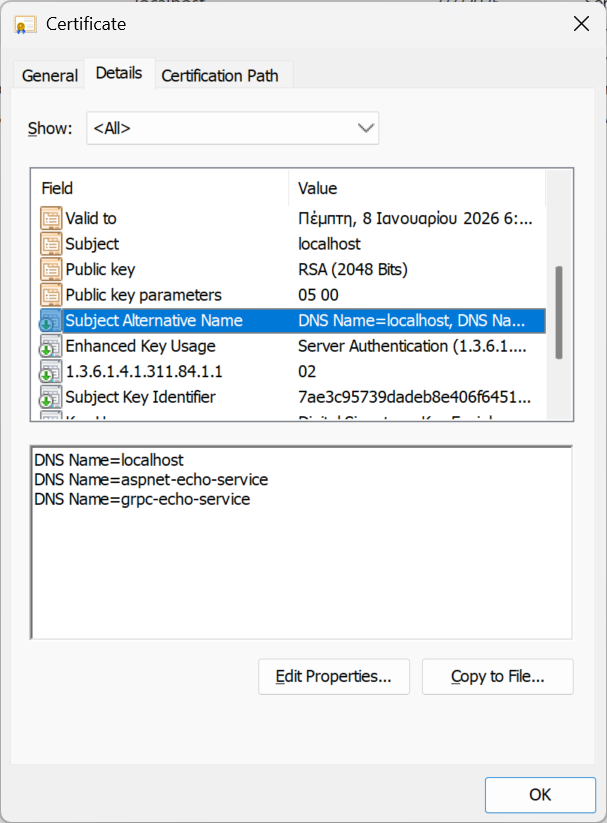 Certificate
General Details Certification Path
Show: <All>
Field Value
Valid to Πέμπτη, 8 Ιανουαρίου 2026 6:...
Subject localhost
Public key RSA (2048 Bits)
Public key parameters 05 00
Subject Alternative Name DNS Name=localhost, DNS Na...
Enhanced Key Usage Server Authentication (1.3.6.1....
1.3.6.1.4.1.311.84.1.1 02
Subject Key Identifier 7ae3c95739dadeb8e406f6451...
DNS Name=localhost
DNS Name=aspnet-echo-service
DNS Name=grpc-echo-service
Edit Properties... Copy to File...
OK